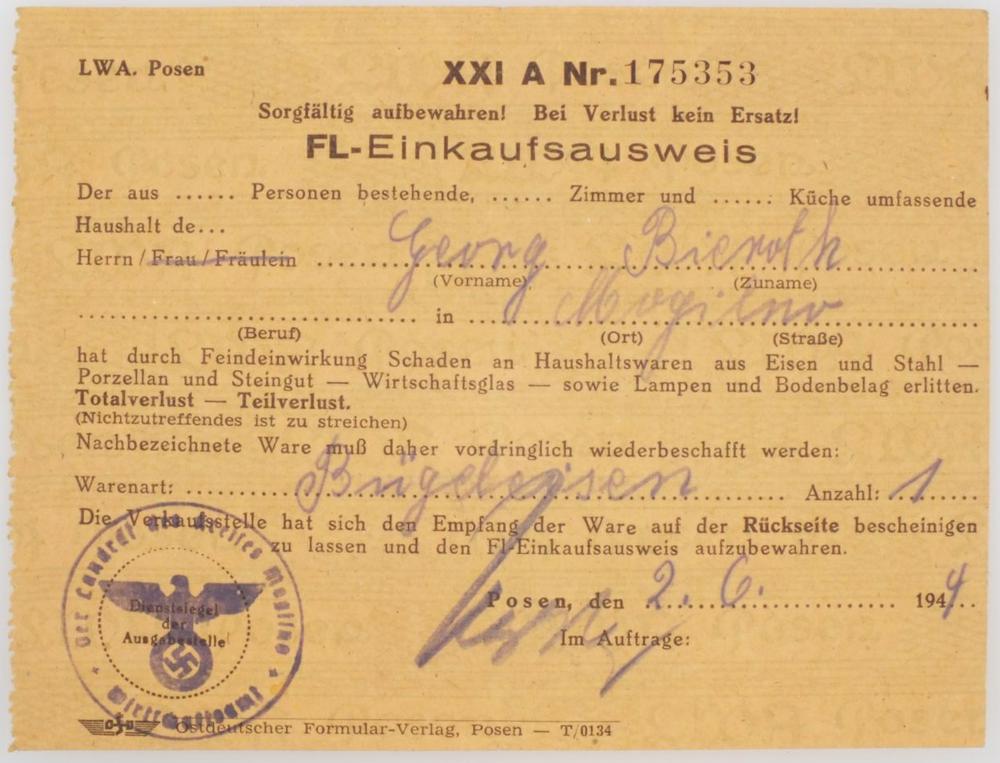 LWA. Posen XXI A Nr. 175353
Sorgfältig aufbewahren! Bei Verlust kein Ersatz!
FL-Einkaufsausweis
Der aus ...... Personen bestehende, ...... Zimmer und ...... Küche umfassende
Haushalt de...
Herrn / Frau / Fräulein Georg Bieroth
(Vorname) (Zuname)
in Mogilno
(Beruf) (Ort) (Straße)
hat durch Feindeinwirkung Schaden an Haushaltswaren aus Eisen und Stahl —
Porzellan und Steingut — Wirtschaftsglas — sowie Lampen und Bodenbelag erlitten.
Totalverlust — Teilverlust.
(Nichtzutreffendes ist zu streichen)
Nachbezeichnete Ware muß daher vordringlich wiederbeschafft werden:
Warenart: Bügeleisen Anzahl: 1
Die Verkaufsstelle hat sich den Empfang der Ware auf der Rückseite bescheinigen
zu lassen und den Fl-Einkaufsausweis aufzubewahren.
Posen, den 2. 6. 1944
Im Auftrage:
Der Landrat des Kreises Mogilno
Wirtschaftsamt
Dienstsiegel
der
Ausgabestelle
Ostdeutscher Formular-Verlag, Posen — T/0134